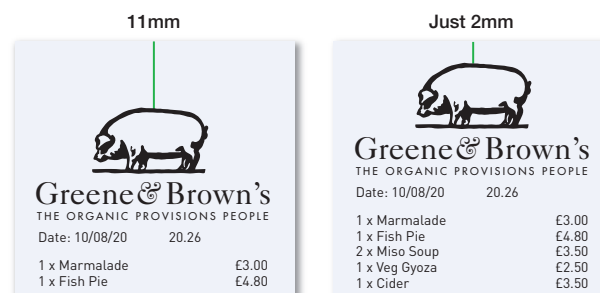 11mm
Greene & Brown's
THE ORGANIC PROVISIONS PEOPLE
Date: 10/08/20 20.26
1 x Marmalade £3.00
1 x Fish Pie £4.80
Just 2mm
Greene & Brown's
THE ORGANIC PROVISIONS PEOPLE
Date: 10/08/20 20.26
1 x Marmalade £3.00
1 x Fish Pie £4.80
2 x Miso Soup £3.50
1 x Veg Gyoza £2.50
1 x Cider £3.50